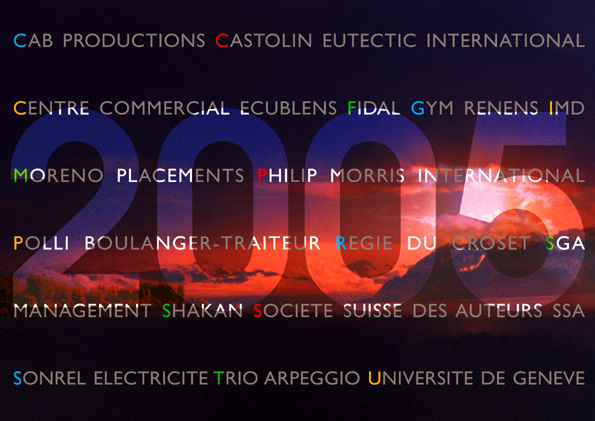 CAB PRODUCTIONS CASTOLIN EUTECTIC INTERNATIONAL
CENTRE COMMERCIAL ECUBLENS FIDAL GYM RENENS IMD
2005
MORENO PLACEMENTS PHILIP MORRIS INTERNATIONAL
POLLI BOULANGER-TRAITEUR REGIE DU CROSET SGA
MANAGEMENT SHAKAN SOCIETE SUISSE DES AUTEURS SSA
SONREL ELECTRICITE TRIO ARPEGGIO UNIVERSITE DE GENEVE